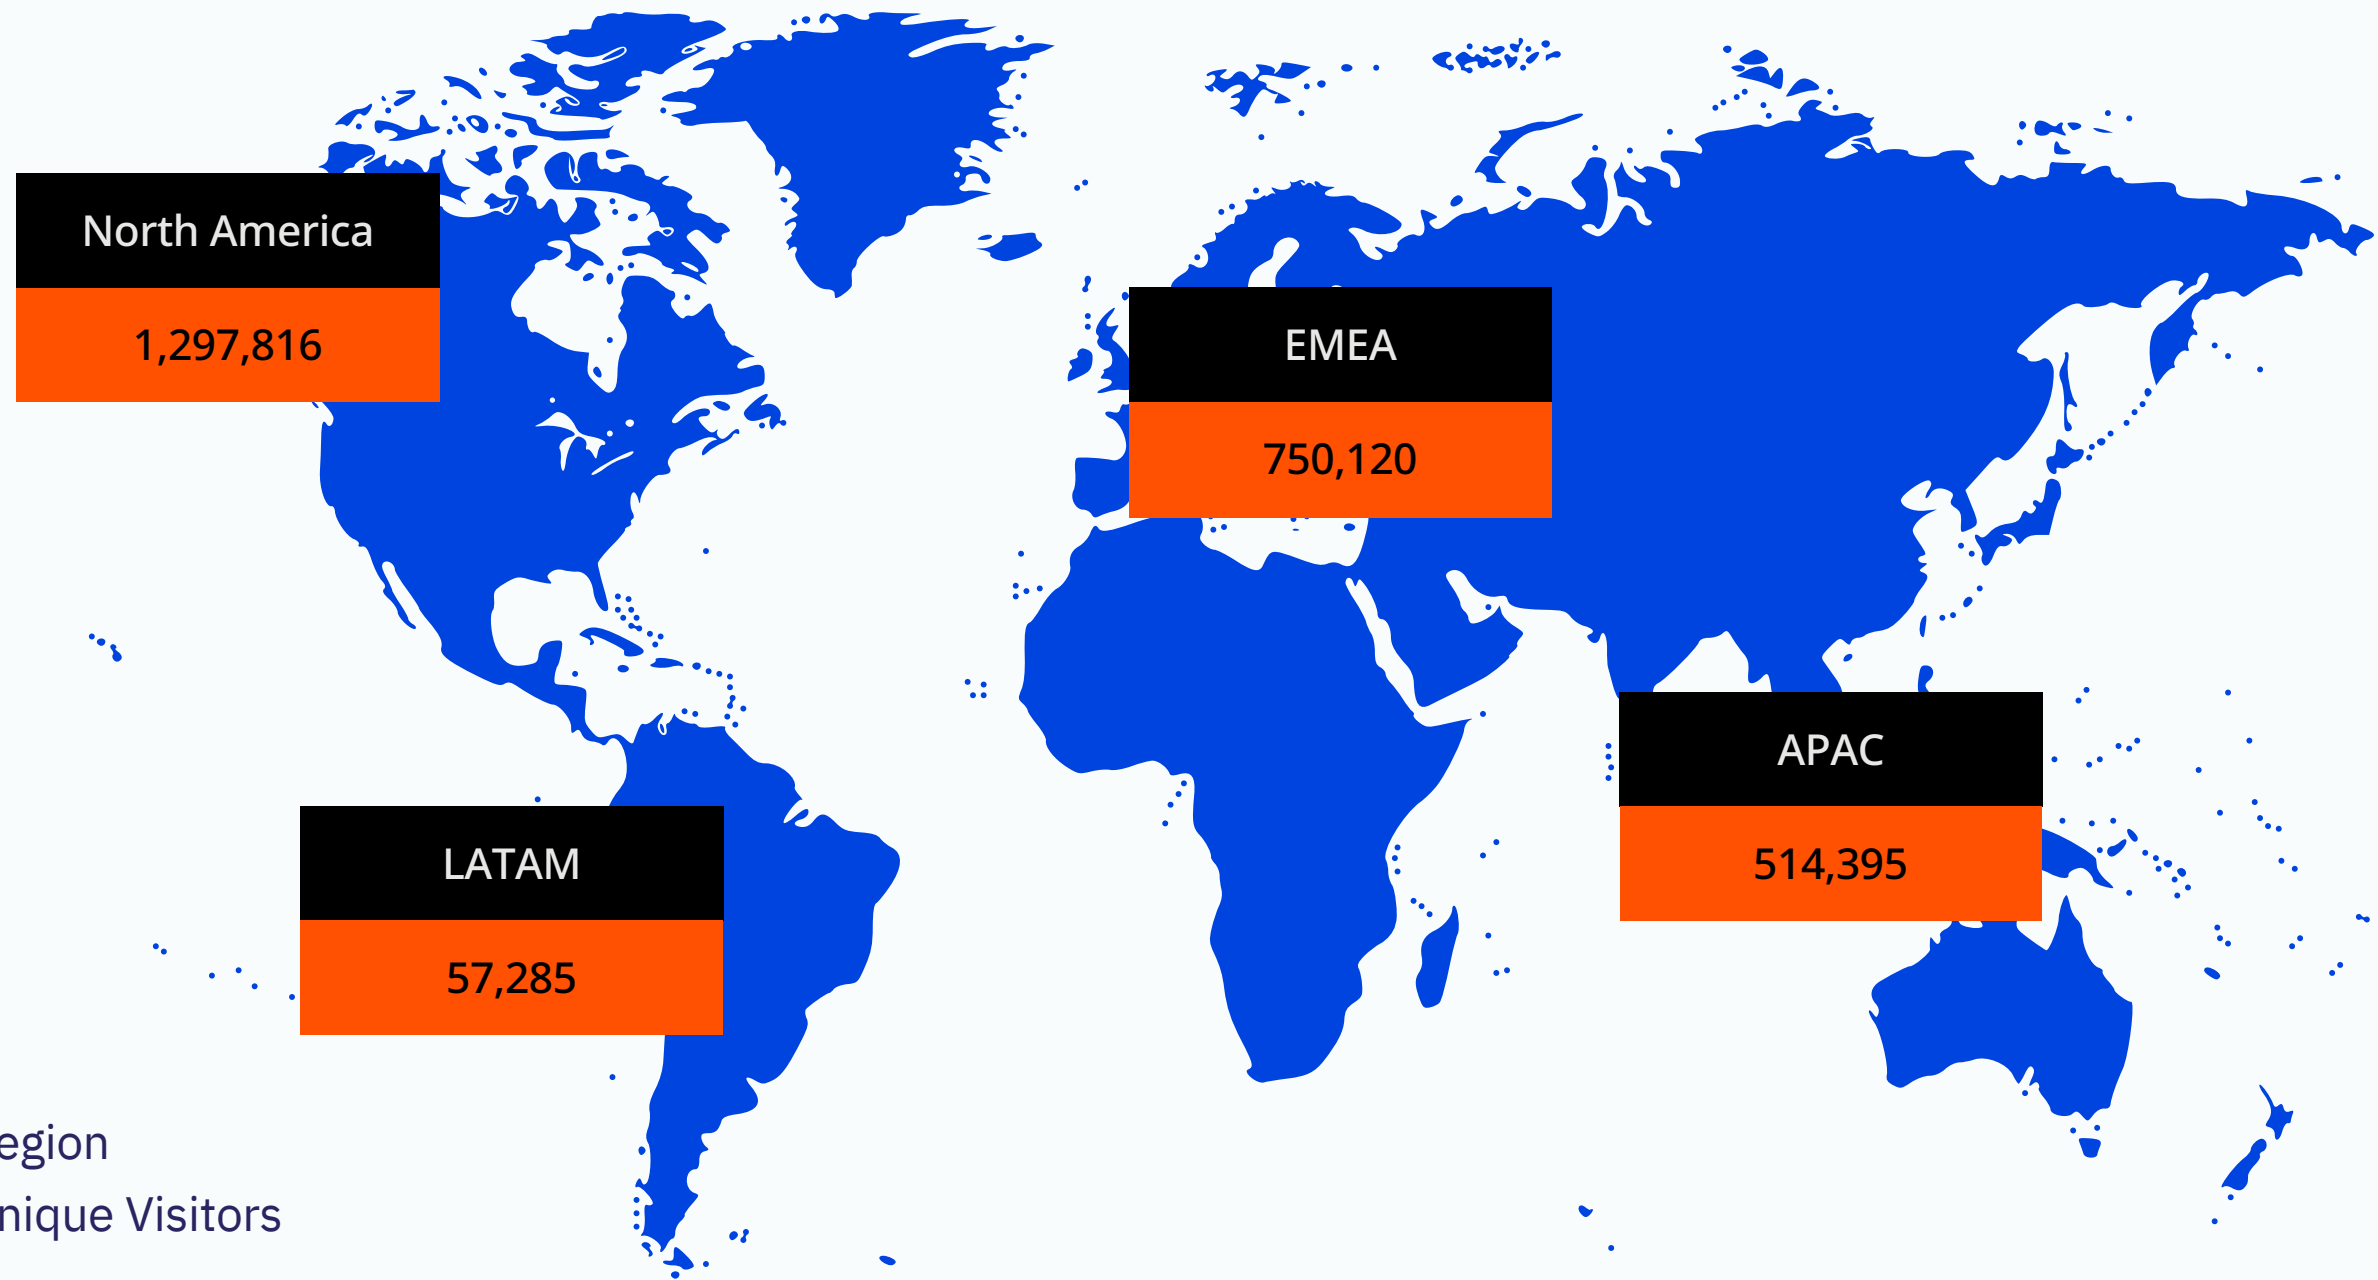 North America
1,297,816
EMEA
750,120
APAC
514,395
LATAM
57,285
egion
nique Visitors